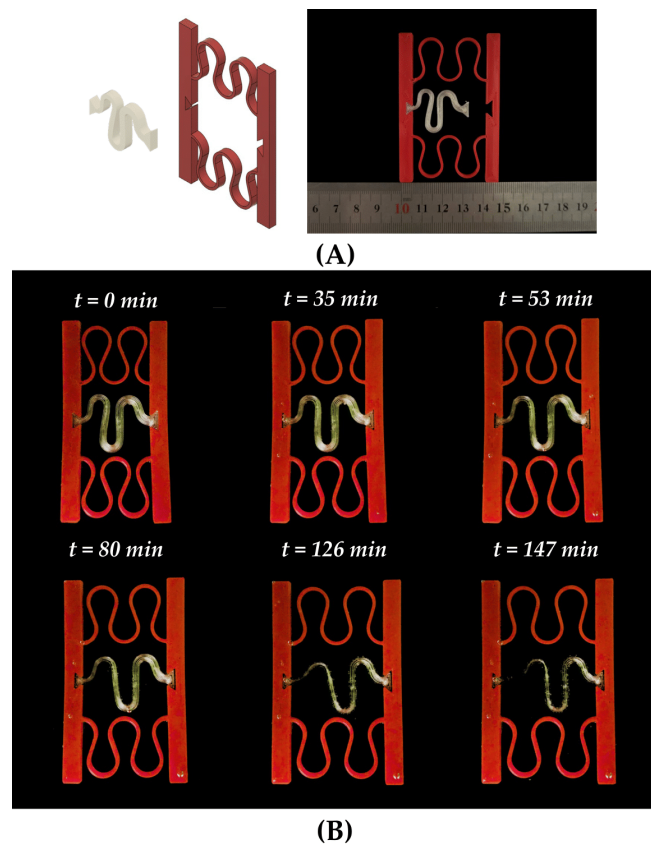 6 7 8 9 10 11 12 13 14 15 16 17 18 19
(A)
t = 0 min t = 35 min t = 53 min
t = 80 min t = 126 min t = 147 min
(B)